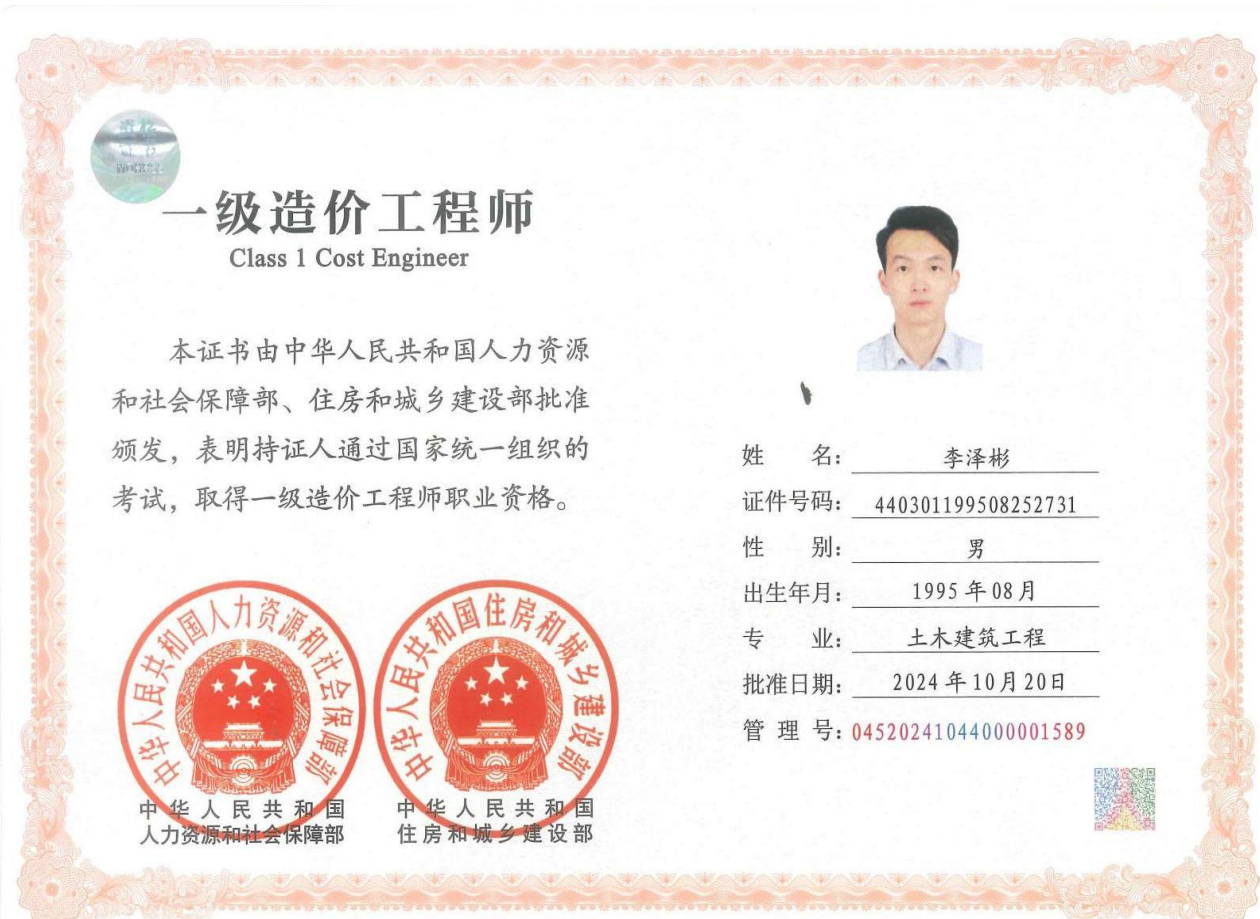 资格
证书
一级造价工程师
Class 1 Cost Engineer
本证书由中华人民共和国人力资源
和社会保障部、住房和城乡建设部批准
颁发，表明持证人通过国家统一组织的
考试，取得一级造价工程师职业资格。
中华人民共和国人力资源和社会保障部
中华人民共和国
人力资源和社会保障部
中华人民共和国住房和城乡建设部
中华人民共和国
住房和城乡建设部
姓 名：李泽彬
证件号码：440301199508252731
性 别：男
出生年月：1995年08月
专 业：土木建筑工程
批准日期：2024年10月20日
管 理 号：04520241044000001589